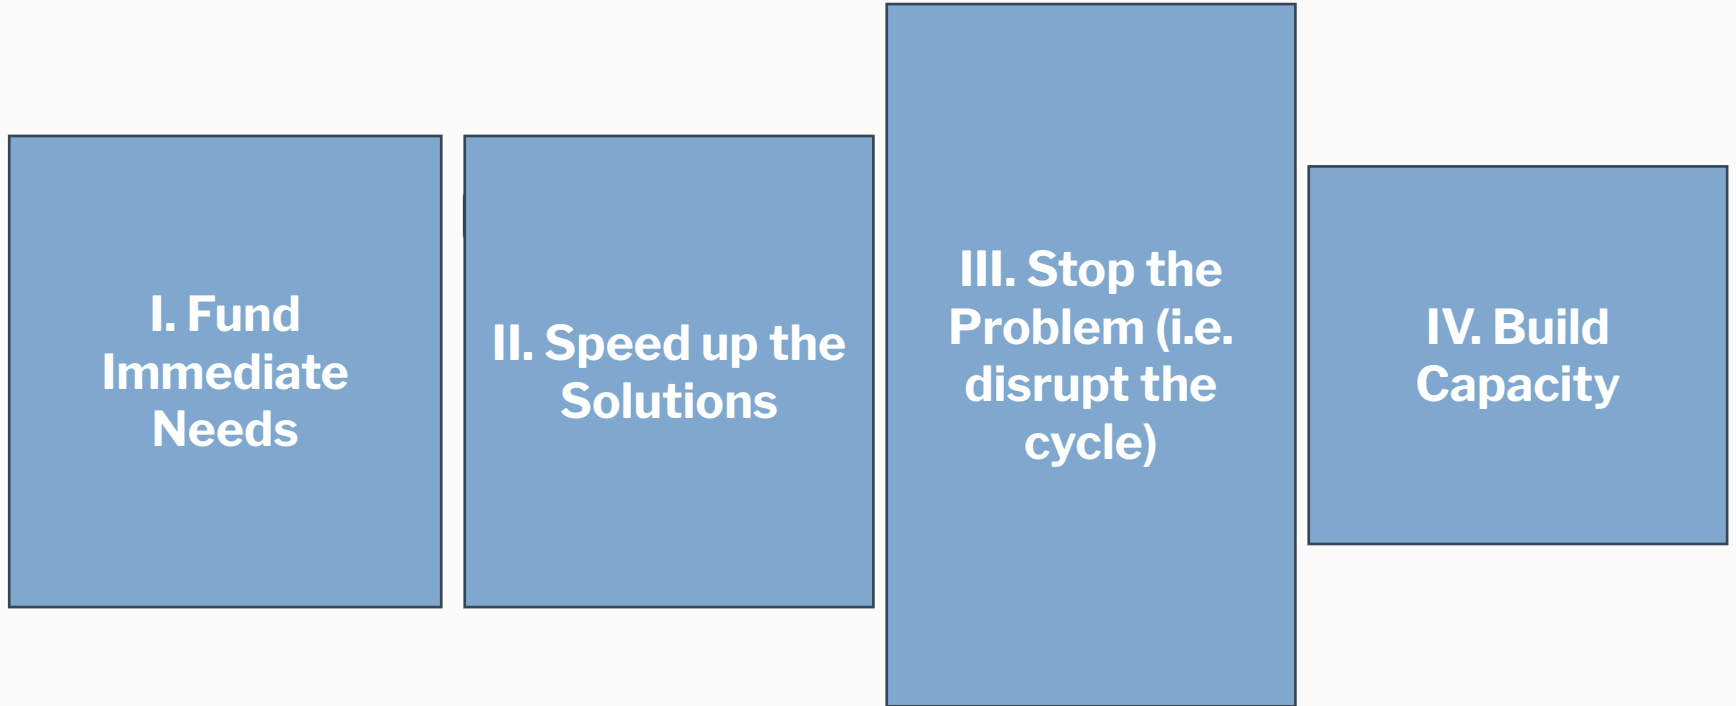 I. Fund
Immediate
Needs
II. Speed up the
Solutions
III. Stop the
Problem (i.e.
disrupt the
cycle)
IV. Build
Capacity